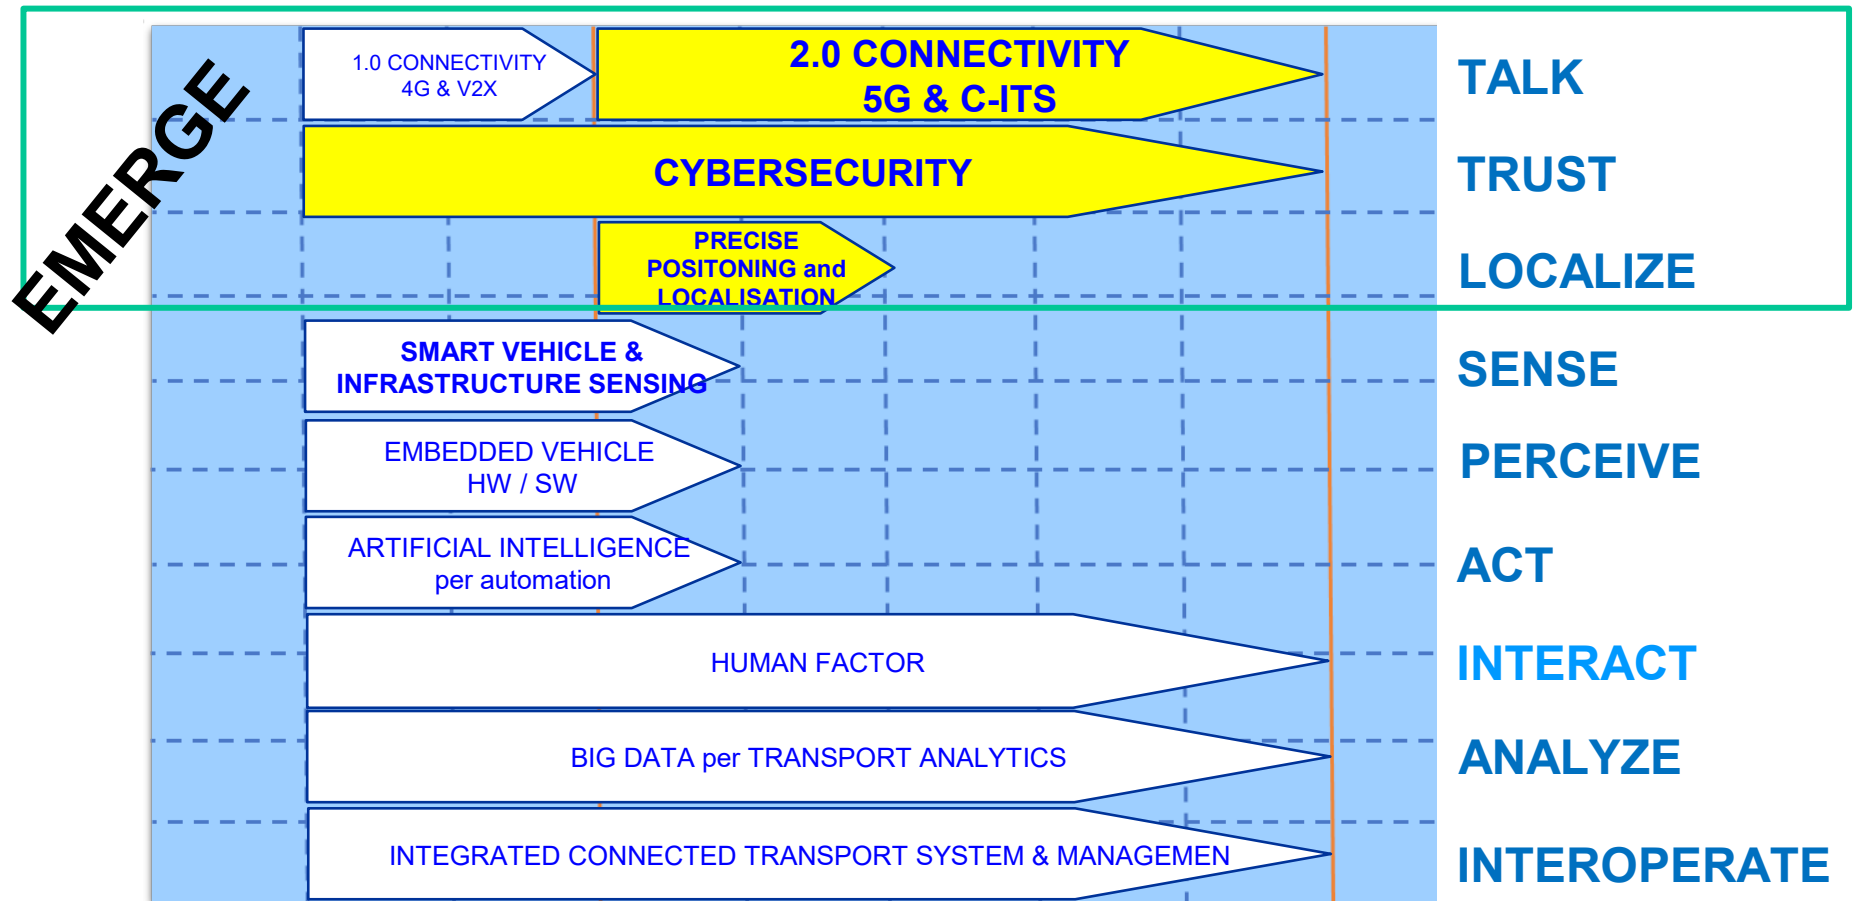 EMERGE
1.0 CONNECTIVITY
4G & V2X
2.0 CONNECTIVITY
5G & C-ITS
TALK
CYBERSECURITY
TRUST
PRECISE
POSITONING and
LOCALISATION
LOCALIZE
SMART VEHICLE &
INFRASTRUCTURE SENSING
SENSE
EMBEDDED VEHICLE
HW / SW
PERCEIVE
ARTIFICIAL INTELLIGENCE
per automation
ACT
HUMAN FACTOR
INTERACT
BIG DATA per TRANSPORT ANALYTICS
ANALYZE
INTEGRATED CONNECTED TRANSPORT SYSTEM & MANAGEMEN
INTEROPERATE